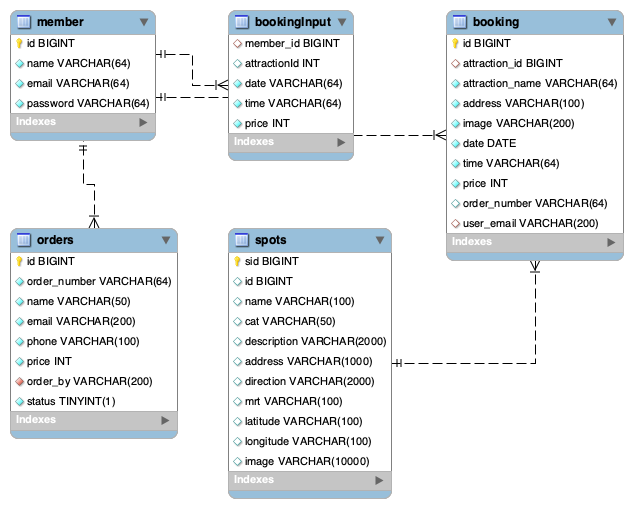 member
id BIGINT
name VARCHAR(64)
email VARCHAR(64)
password VARCHAR(64)
Indexes
bookingInput
member_id BIGINT
attractionId INT
date VARCHAR(64)
time VARCHAR(64)
price INT
Indexes
booking
id BIGINT
attraction_id BIGINT
attraction_name VARCHAR(64)
address VARCHAR(100)
image VARCHAR(200)
date DATE
time VARCHAR(64)
price INT
order_number VARCHAR(64)
user_email VARCHAR(200)
Indexes
orders
id BIGINT
order_number VARCHAR(64)
name VARCHAR(50)
email VARCHAR(200)
phone VARCHAR(100)
price INT
order_by VARCHAR(200)
status TINYINT(1)
Indexes
spots
sid BIGINT
id BIGINT
name VARCHAR(100)
cat VARCHAR(50)
description VARCHAR(2000)
address VARCHAR(1000)
direction VARCHAR(2000)
mrt VARCHAR(100)
latitude VARCHAR(100)
longitude VARCHAR(100)
image VARCHAR(10000)
Indexes